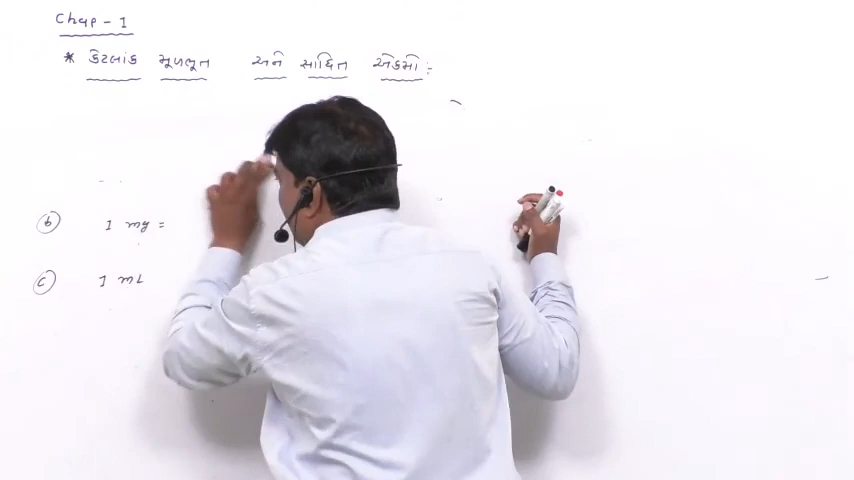 Chap - 1
* કેટલાંક મૂળભૂત અને સાધિત એકમો :-
(b) 1 mg =
(c) 1 mL